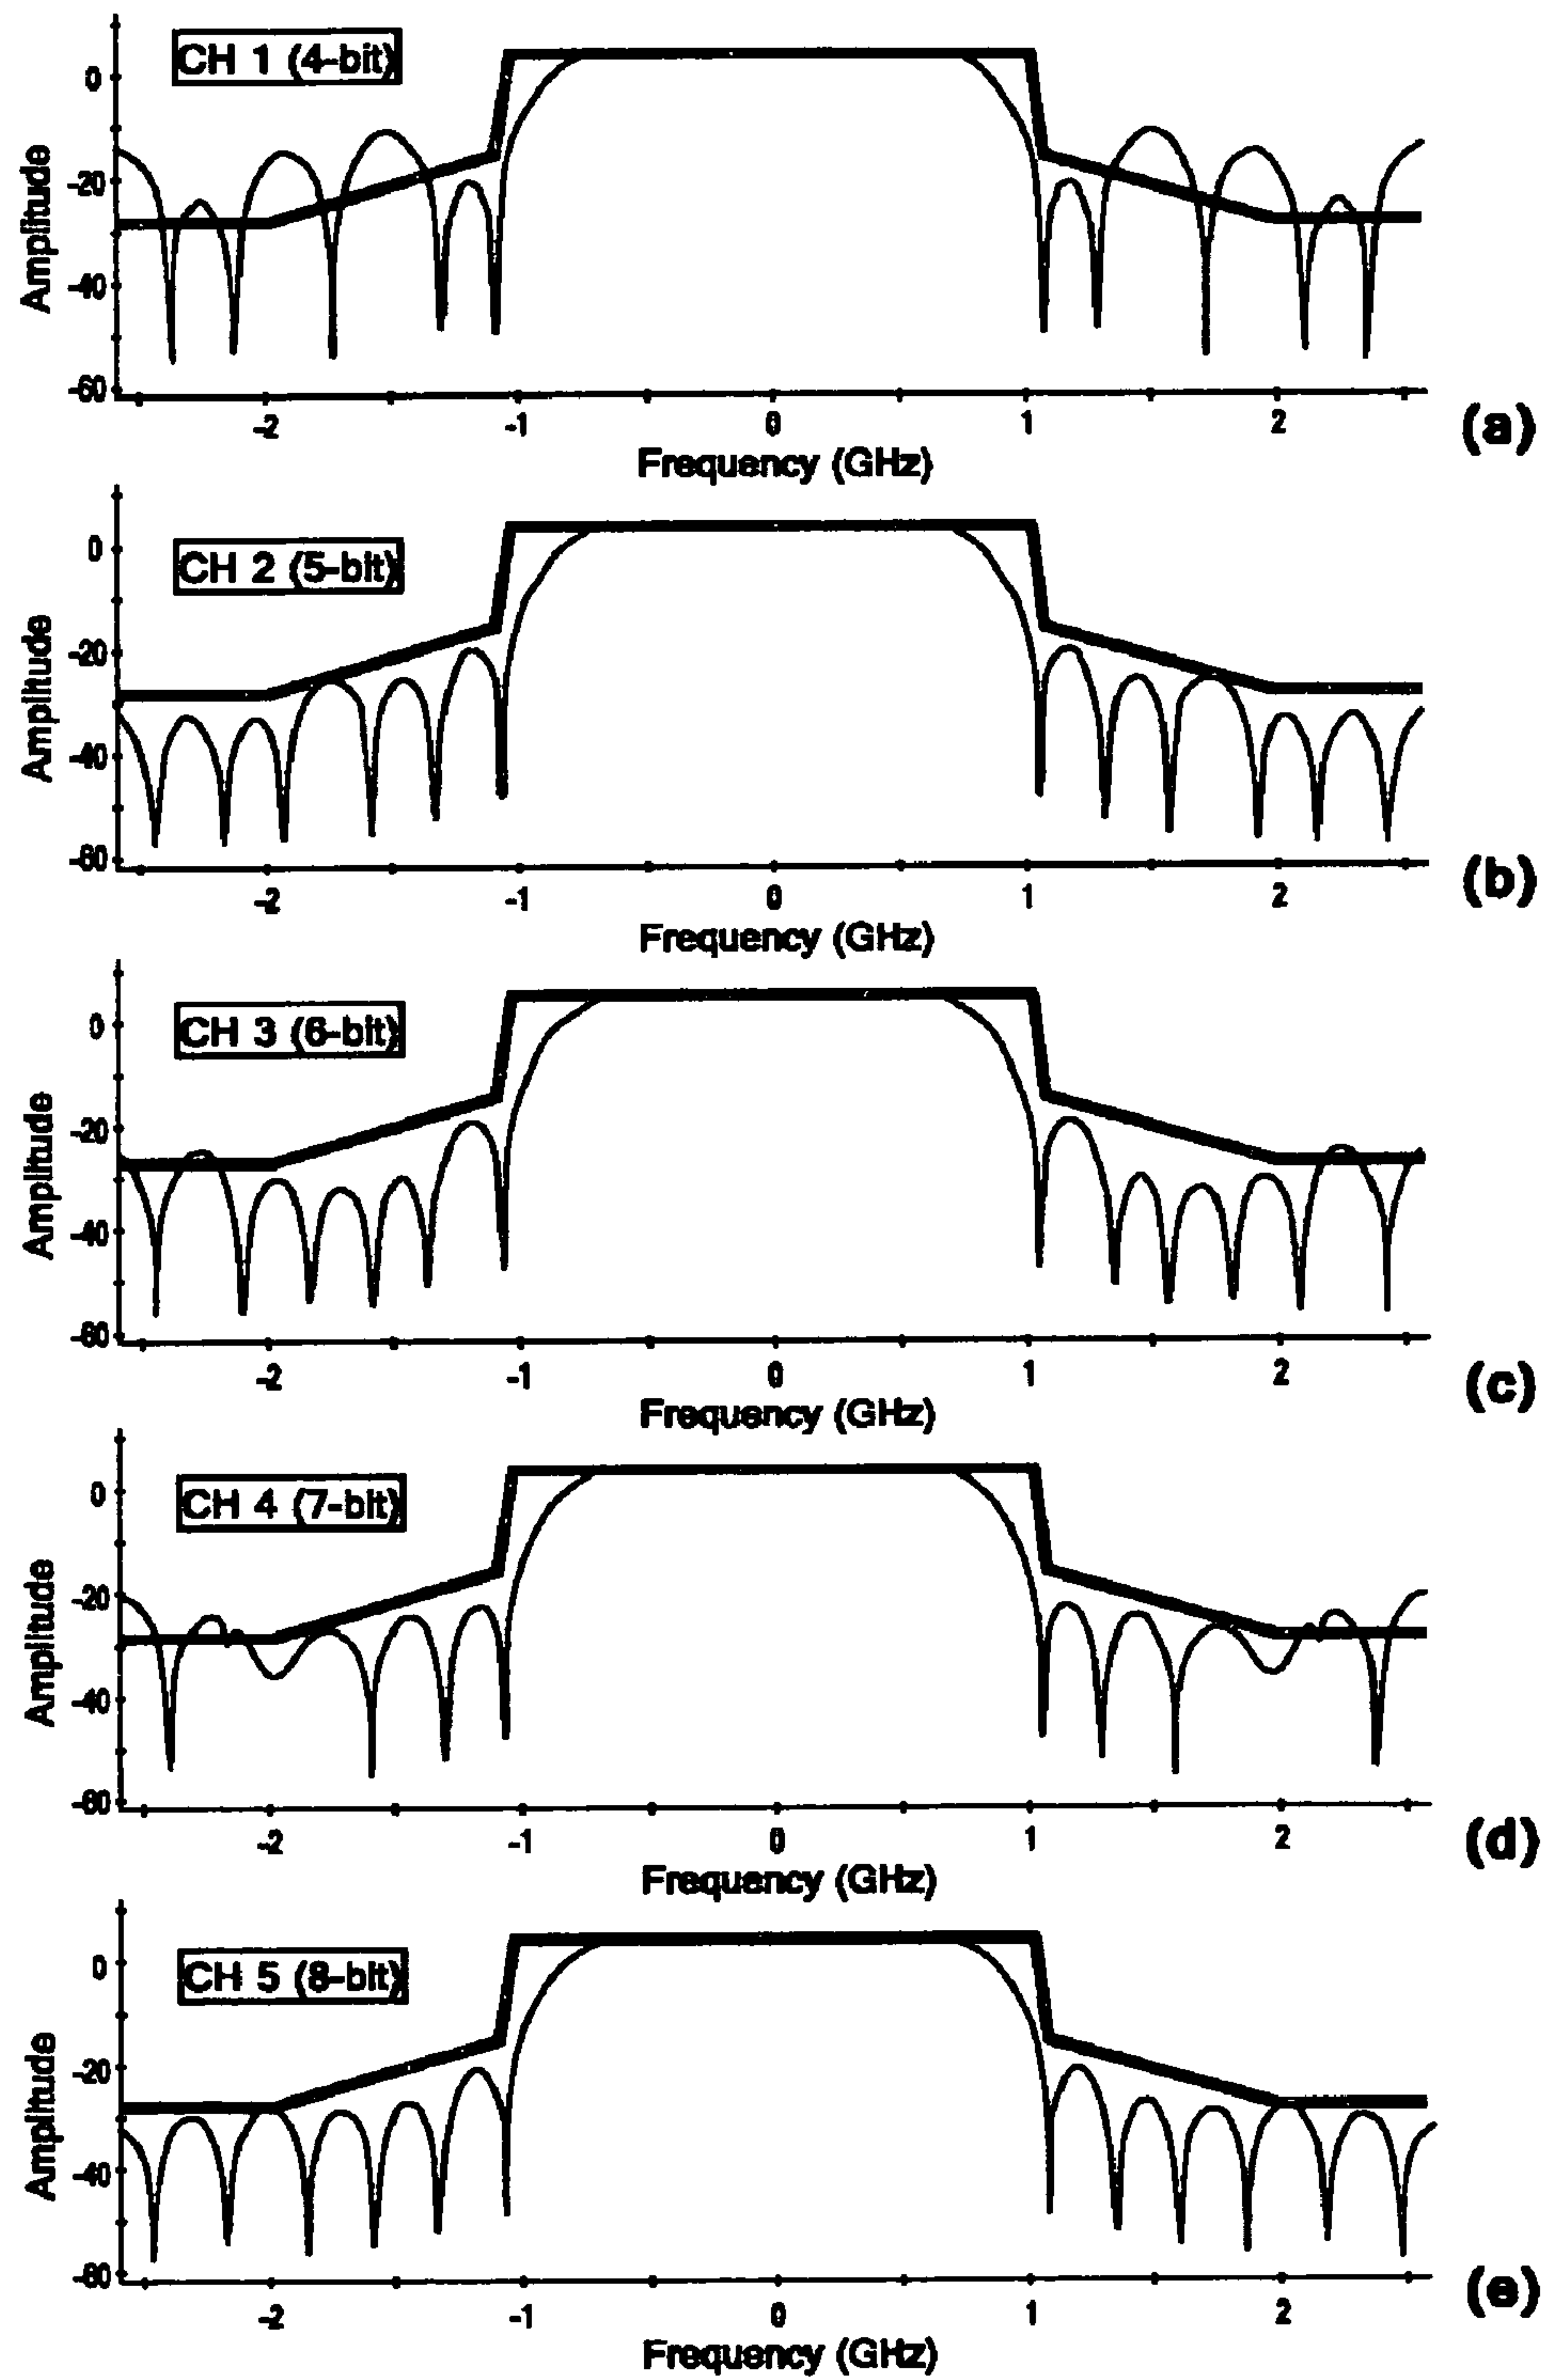 CH 1 (4-bit)
0
-20
-40
-60
Amplitude
-2 -1 0 1 2
Frequency (GHz)
(a)
CH 2 (5-bit)
0
-20
-40
-60
Amplitude
-2 -1 0 1 2
Frequency (GHz)
(b)
CH 3 (6-bit)
0
-20
-40
-60
Amplitude
-2 -1 0 1 2
Frequency (GHz)
(c)
CH 4 (7-bit)
0
-20
-40
-60
Amplitude
-2 -1 0 1 2
Frequency (GHz)
(d)
CH 5 (8-bit)
0
-20
-40
-60
Amplitude
-2 -1 0 1 2
Frequency (GHz)
(e)